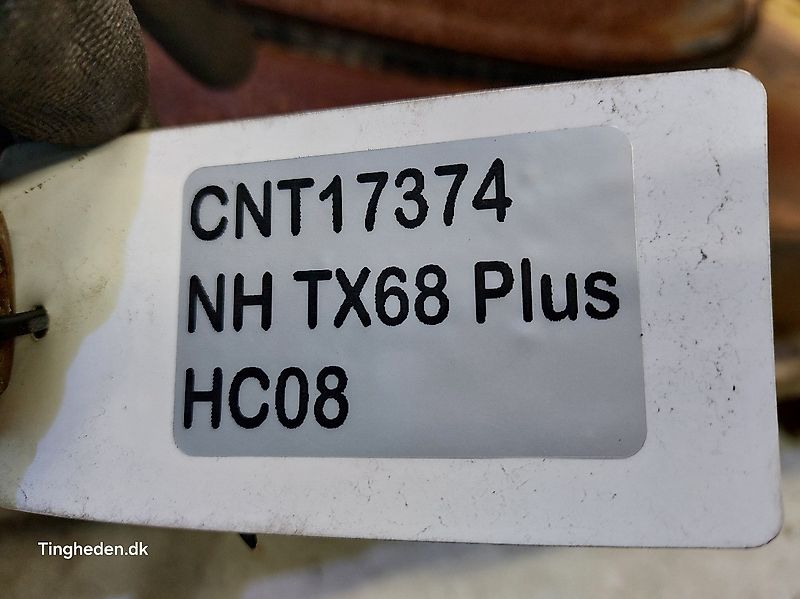 CNT17374
NH TX68 Plus
HC08
Tingheden.dk